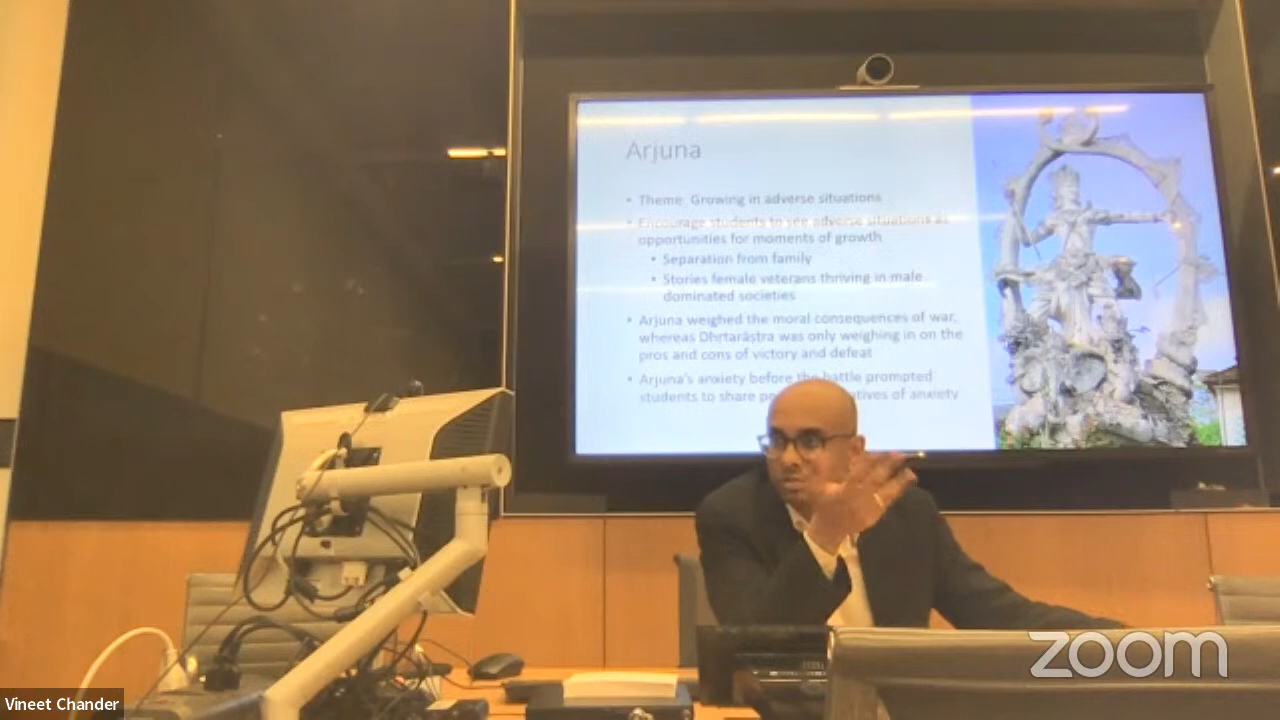 Arjuna
• Theme: Growing in adverse situations
• Encourage students to see adverse situations as
opportunities for moments of growth
• Separation from family
• Stories female veterans thriving in male
dominated societies
• Arjuna weighed the moral consequences of war,
whereas Dhrtarāṣtra was only weighing in on the
pros and cons of victory and defeat
• Arjuna's anxiety before the battle prompted
students to share of anxiety
zoom
Vineet Chander